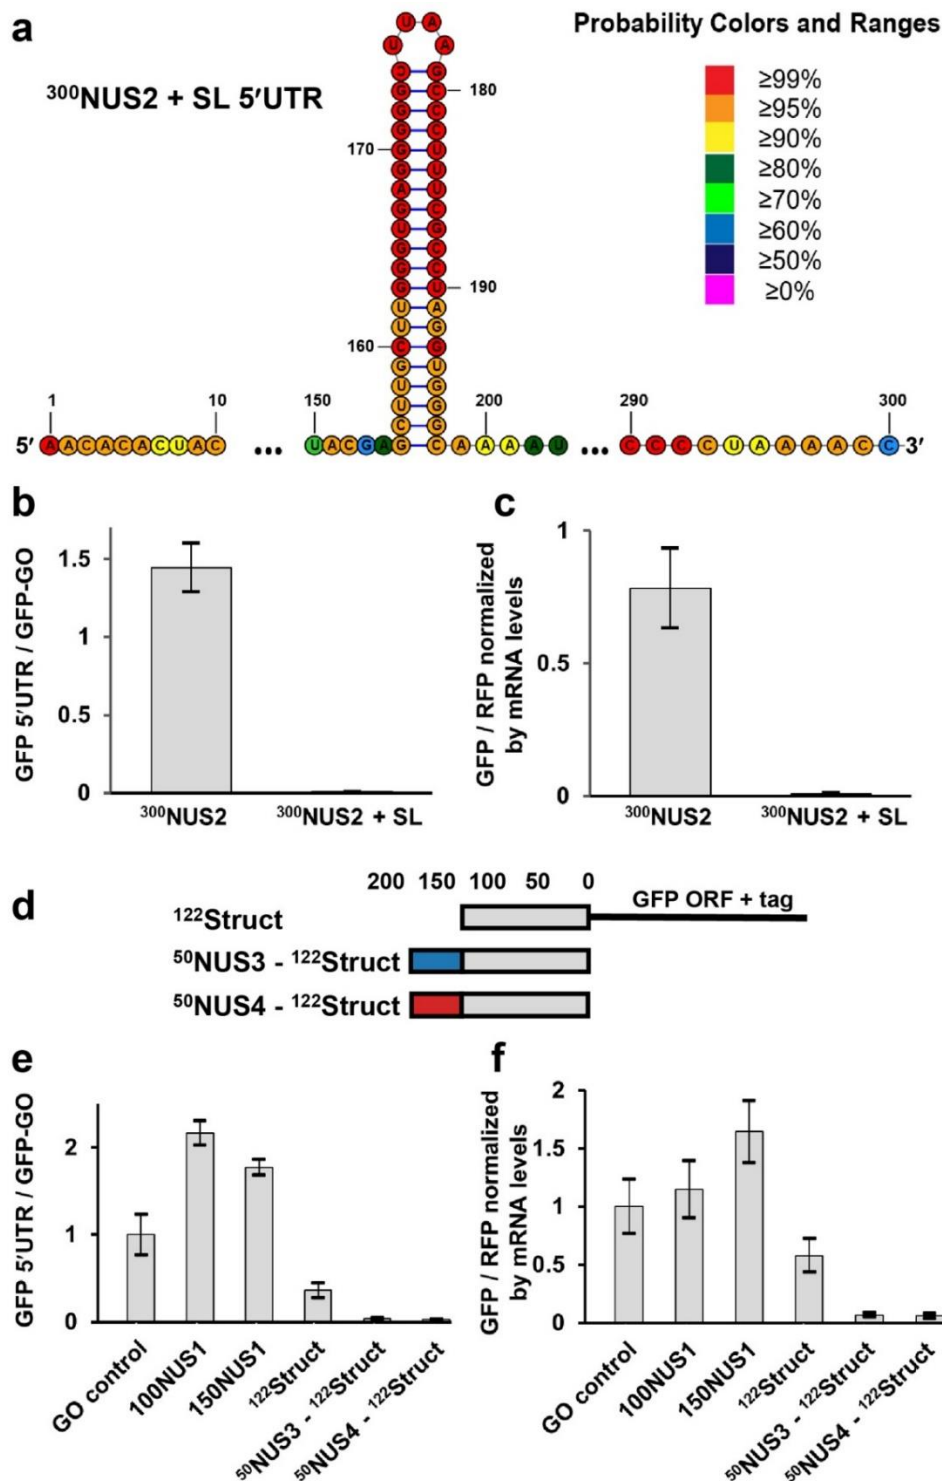 a
300NUS2 + SL 5′UTR
Probability Colors and Ranges
≥99%
≥95%
≥90%
≥80%
≥70%
≥60%
≥50%
≥0%
U A
U A
180
170
190
160
1 10 150 200 290 300
5′ A A C A C A C U A C ... U A C G A G C A A A A U ... C C C C U A A A A C C 3′
b
GFP 5′UTR / GFP-GO
1.5
1
0.5
0
300NUS2
300NUS2 + SL
c
GFP / RFP normalized
by mRNA levels
1
0.5
0
300NUS2
300NUS2 + SL
d
200 150 100 50 0
GFP ORF + tag
122Struct
50NUS3 - 122Struct
50NUS4 - 122Struct
e
GFP 5′UTR / GFP-GO
2
1
0
GO control
100NUS1
150NUS1
122Struct
50NUS3 - 122Struct
50NUS4 - 122Struct
f
GFP / RFP normalized
by mRNA levels
2
1.5
1
0.5
0
GO control
100NUS1
150NUS1
122Struct
50NUS3 - 122Struct
50NUS4 - 122Struct